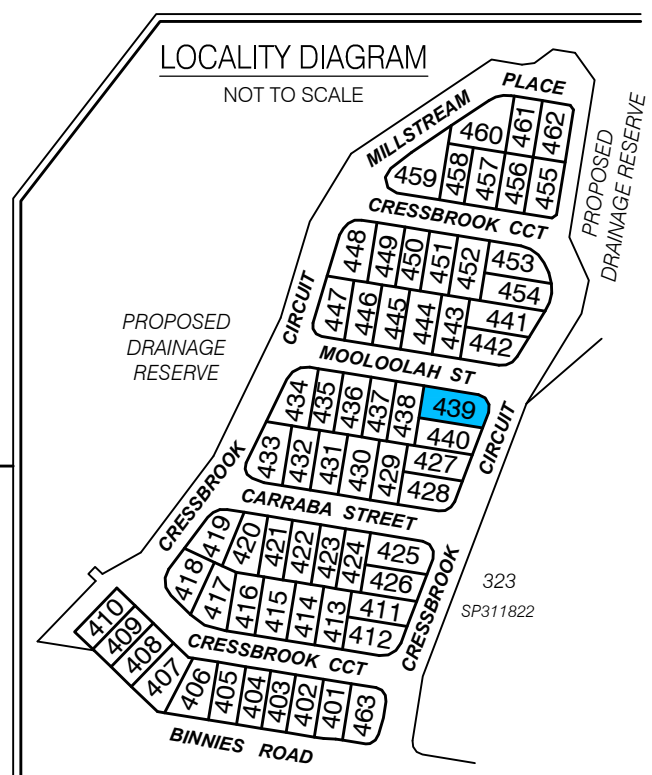 LOCALITY DIAGRAM
NOT TO SCALE
MILLSTREAM PLACE
460 461 462
459 458 457 456 455
PROPOSED
DRAINAGE RESERVE
CRESSBROOK CCT
448 449 450 451 452 453
454
447 446 445 444 443 441
442
CIRCUIT
PROPOSED
DRAINAGE
RESERVE
MOOLOOLAH ST
434 435 436 437 438 439
440
433 432 431 430 429 427
428
CIRCUIT
CRESSBROOK
CARRABA STREET
419 420 421 422 423 424 425
426
418 417 416 415 414 413 411
412
CRESSBROOK
323
SP311822
CRESSBROOK CCT
410
409
408
407 406 405 404 403 402 401 463
BINNIES ROAD